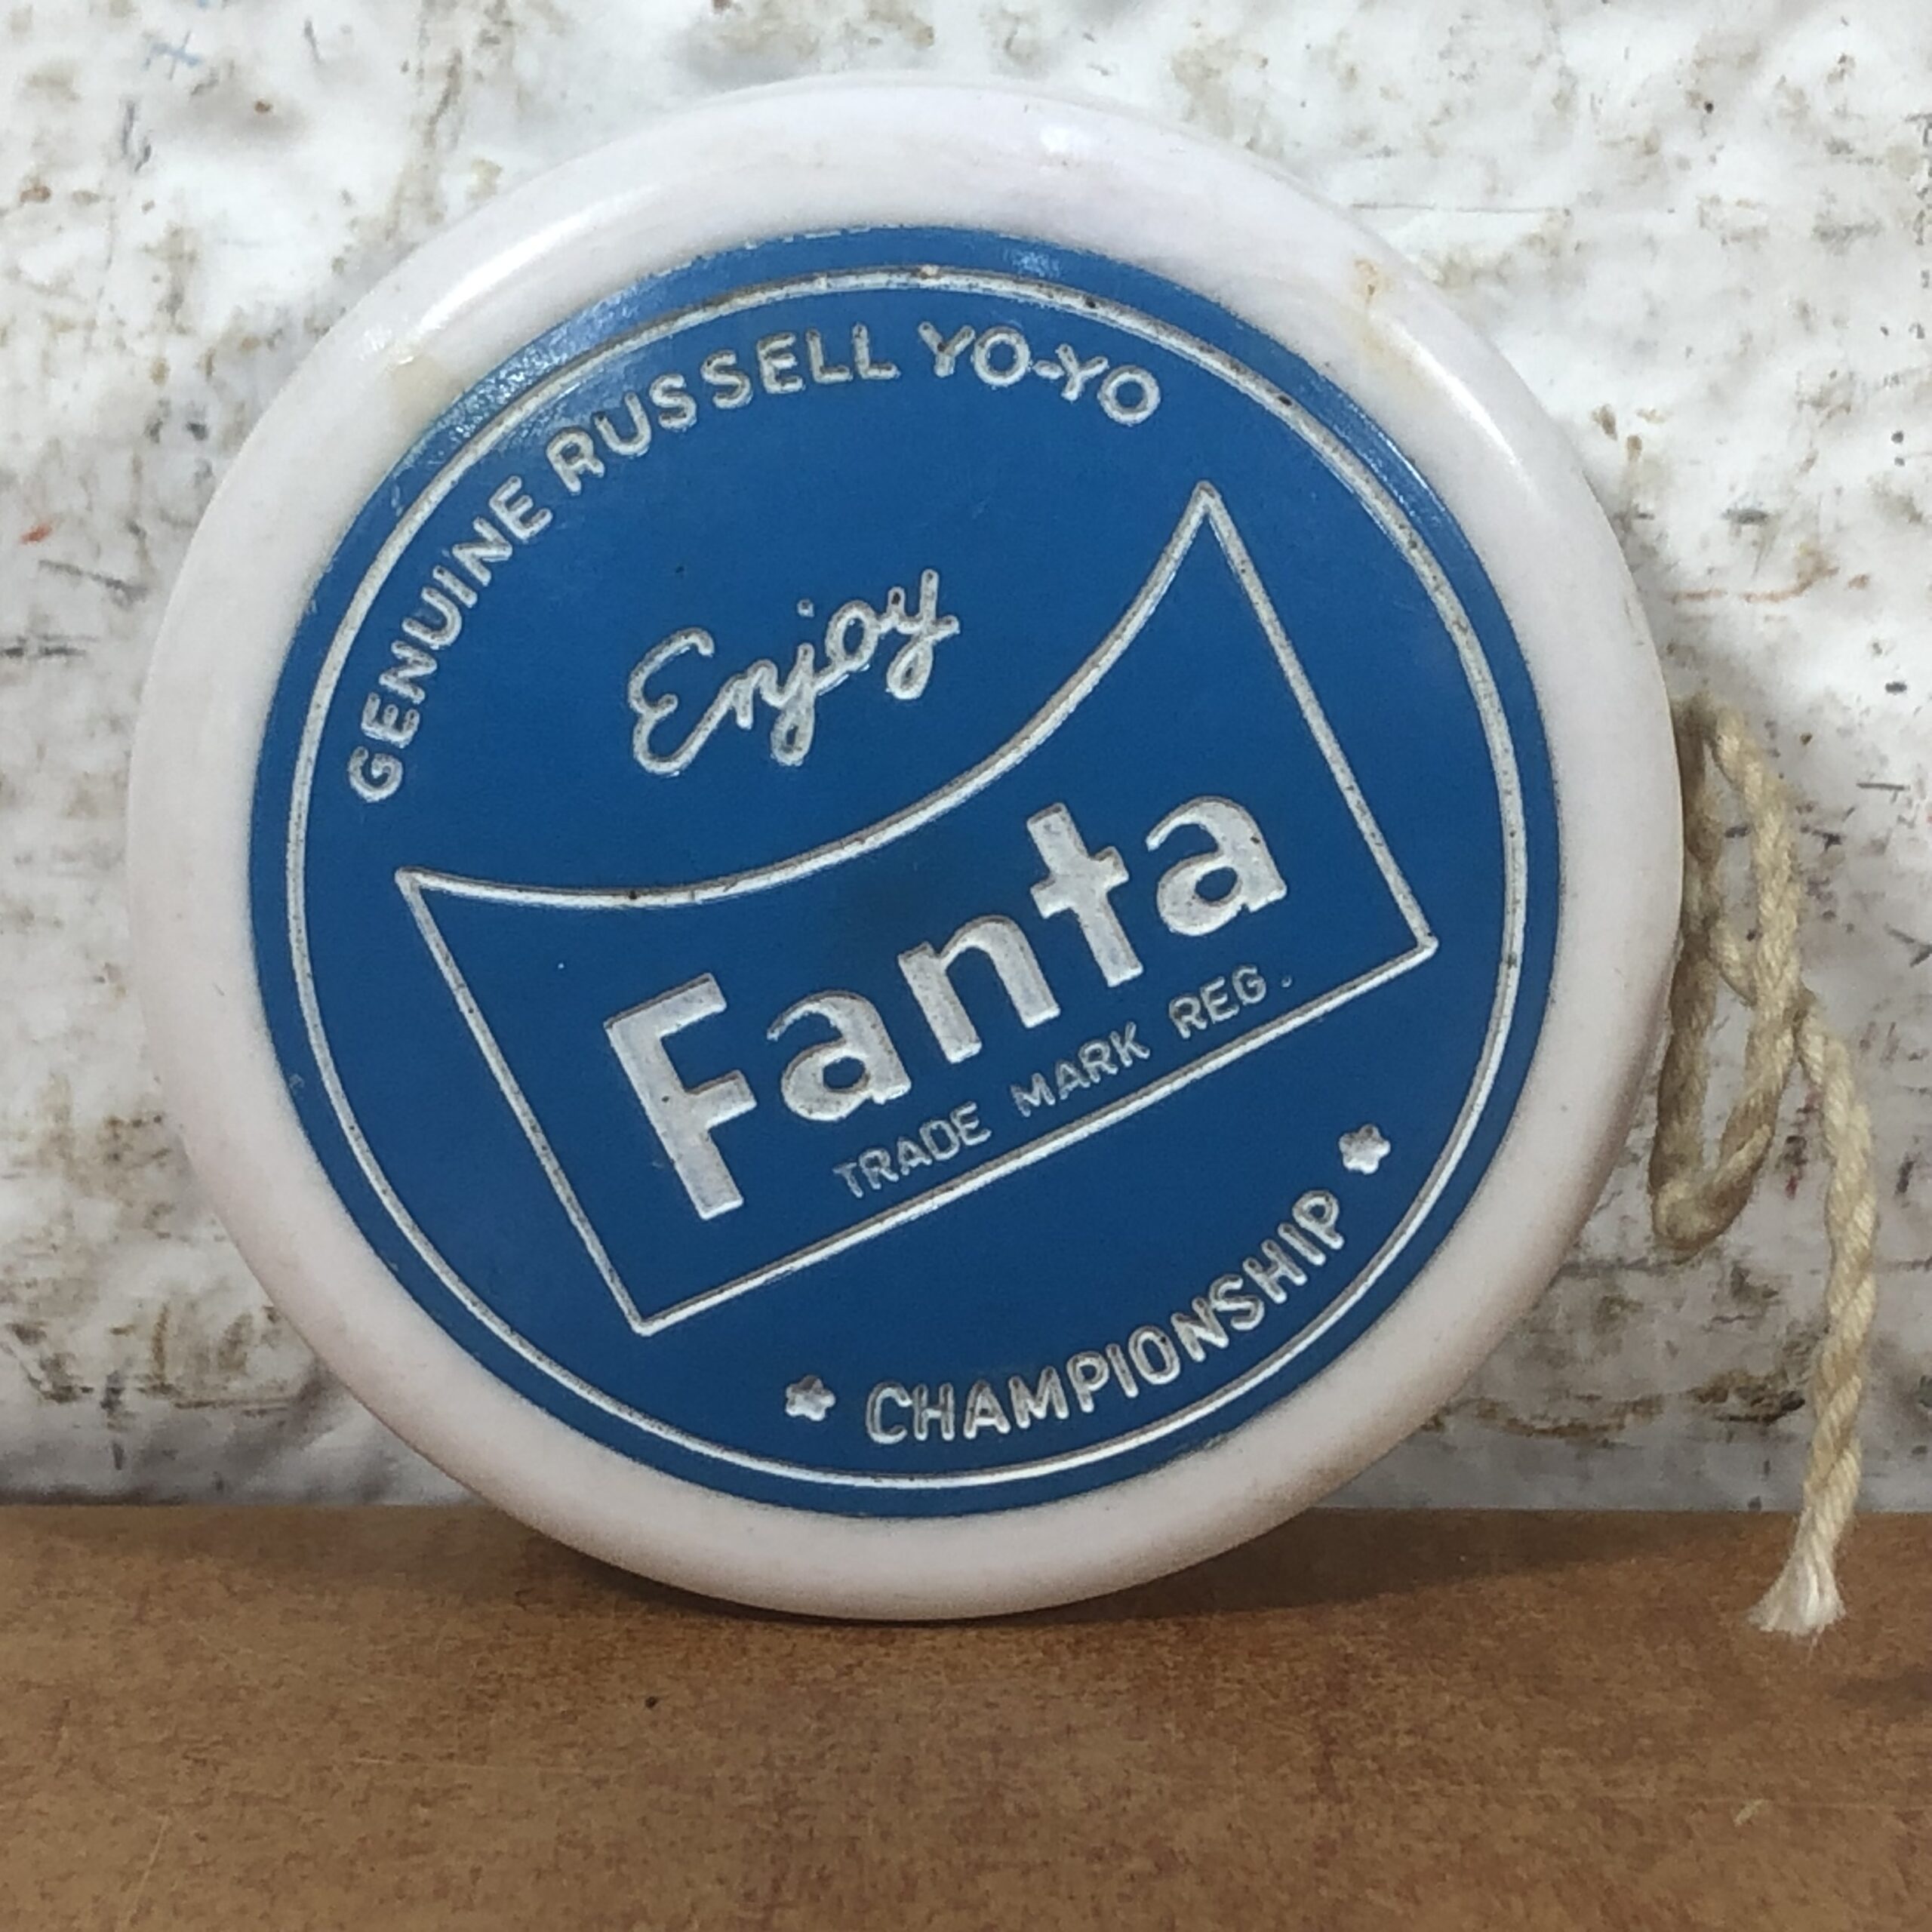 GENUINE RUSSELL YO-YO
Enjoy
Fanta
TRADE MARK REG.
CHAMPIONSHIP